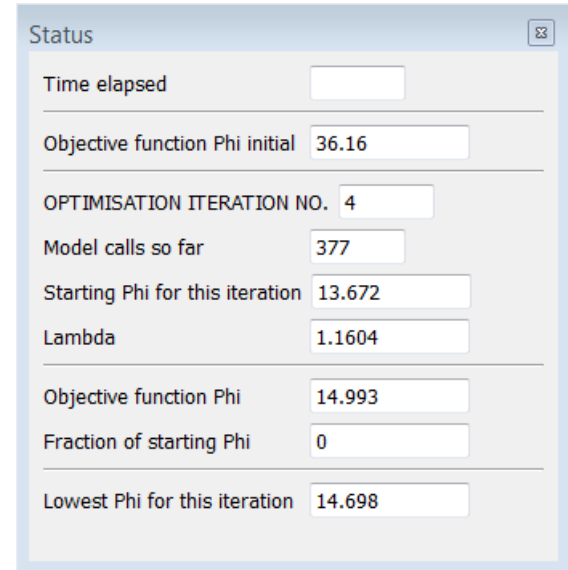 Status
Time elapsed
Objective function Phi initial 36.16
OPTIMISATION ITERATION NO. 4
Model calls so far 377
Starting Phi for this iteration 13.672
Lambda 1.1604
Objective function Phi 14.993
Fraction of starting Phi 0
Lowest Phi for this iteration 14.698